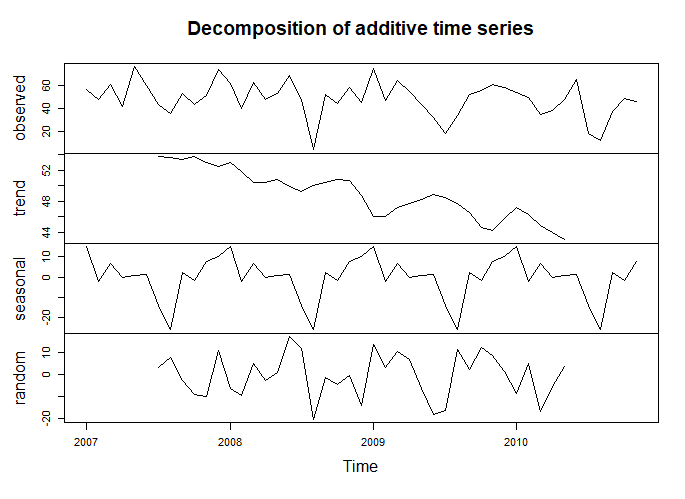 Decomposition of additive time series
observed
20 40 60
trend
44 48 52
seasonal
-20 0 10
random
-20 0 10
2007 2008 2009 2010
Time